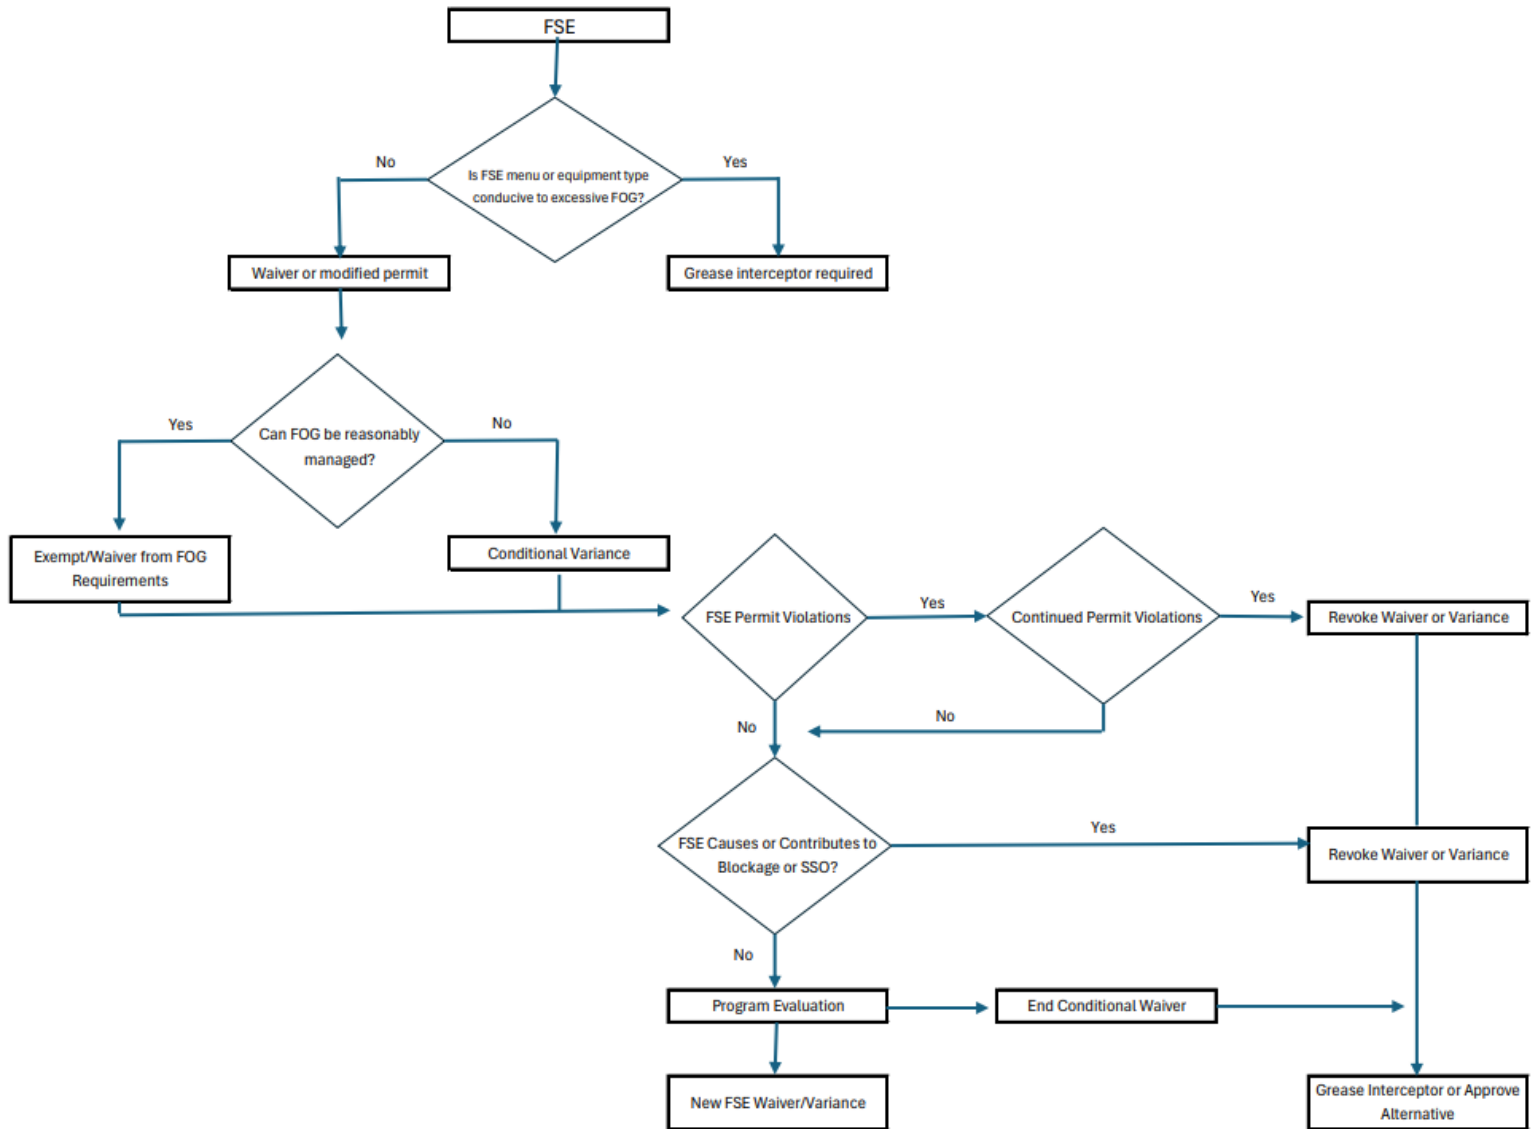 FSE
No
Yes
Is FSE menu or equipment type
conducive to excessive FOG?
Waiver or modified permit
Grease interceptor required
Yes
No
Can FOG be reasonably
managed?
Exempt/Waiver from FOG
Requirements
Conditional Variance
FSE Permit Violations
Yes
Continued Permit Violations
Yes
Revoke Waiver or Variance
No
No
FSE Causes or Contributes to
Blockage or SSO?
Yes
Revoke Waiver or Variance
No
Program Evaluation
End Conditional Waiver
New FSE Waiver/Variance
Grease Interceptor or Approve
Alternative